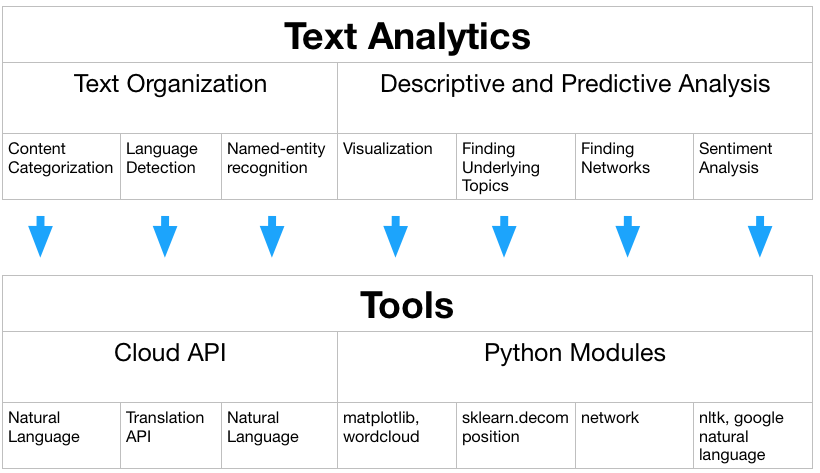 Text Analytics
Text Organization
Descriptive and Predictive Analysis
Content
Categorization
Language
Detection
Named-entity
recognition
Visualization
Finding
Underlying
Topics
Finding
Networks
Sentiment
Analysis
Tools
Cloud API
Python Modules
Natural
Language
Translation
API
Natural
Language
matplotlib,
wordcloud
sklearn.decom
position
network
nltk, google
natural
language